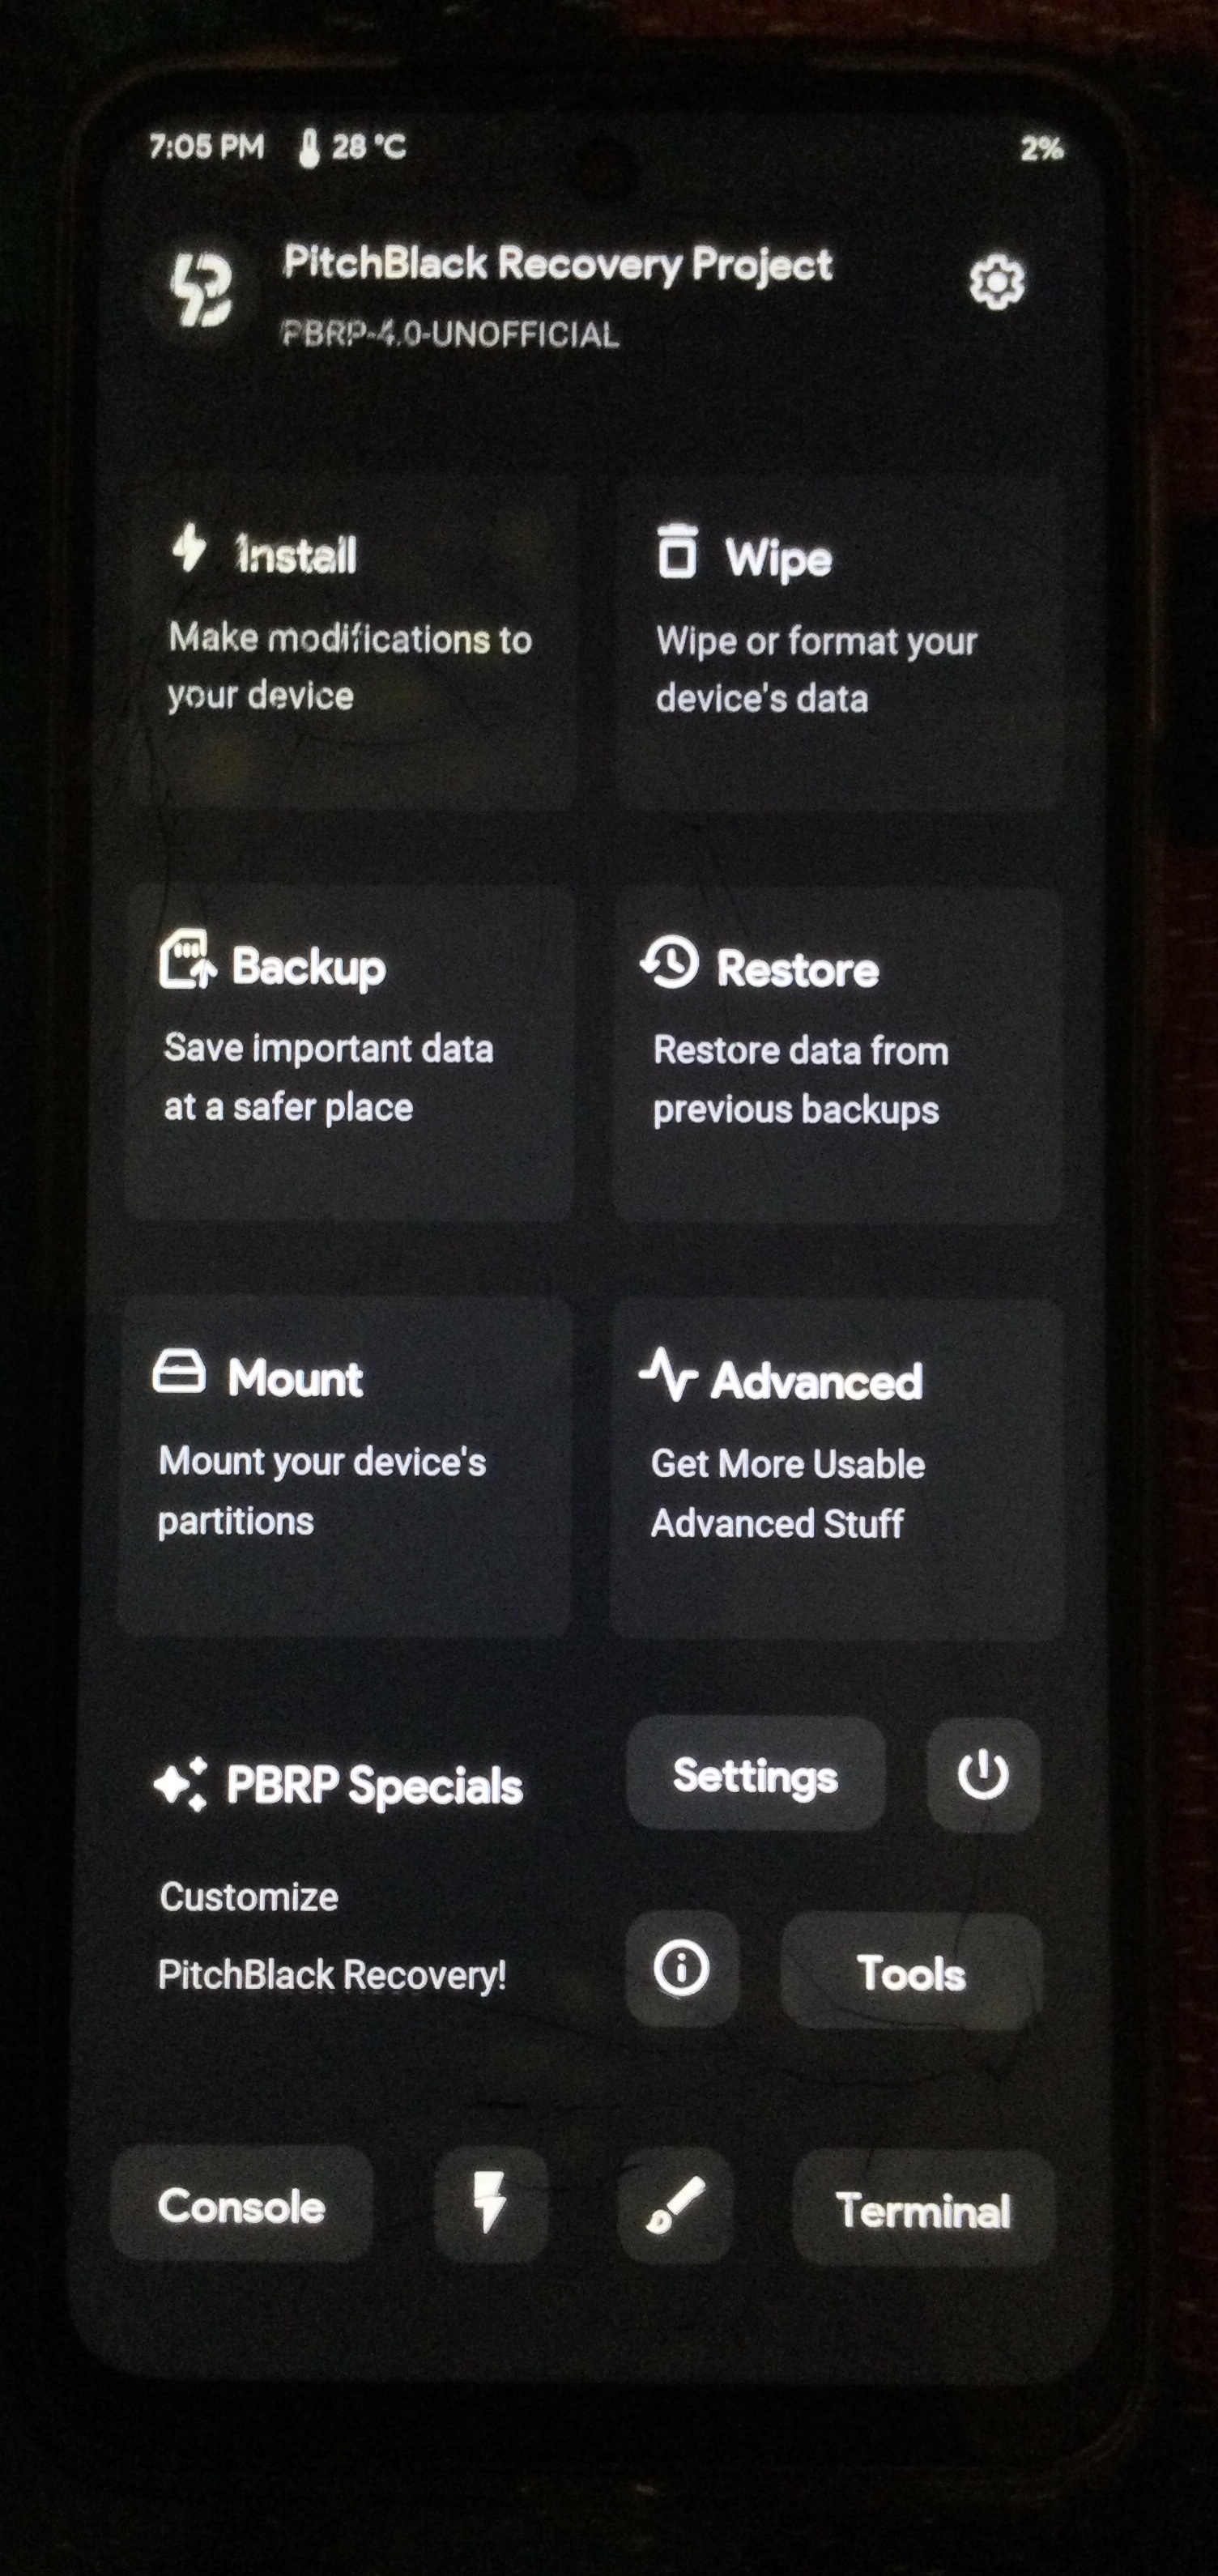 7:05 PM 28 °C 2%
PitchBlack Recovery Project
PBRP-4.0-UNOFFICIAL
Install
Make modifications to
your device
Wipe
Wipe or format your
device's data
Backup
Save important data
at a safer place
Restore
Restore data from
previous backups
Mount
Mount your device's
partitions
Advanced
Get More Usable
Advanced Stuff
PBRP Specials
Customize
PitchBlack Recovery!
Settings
Tools
Console
Terminal